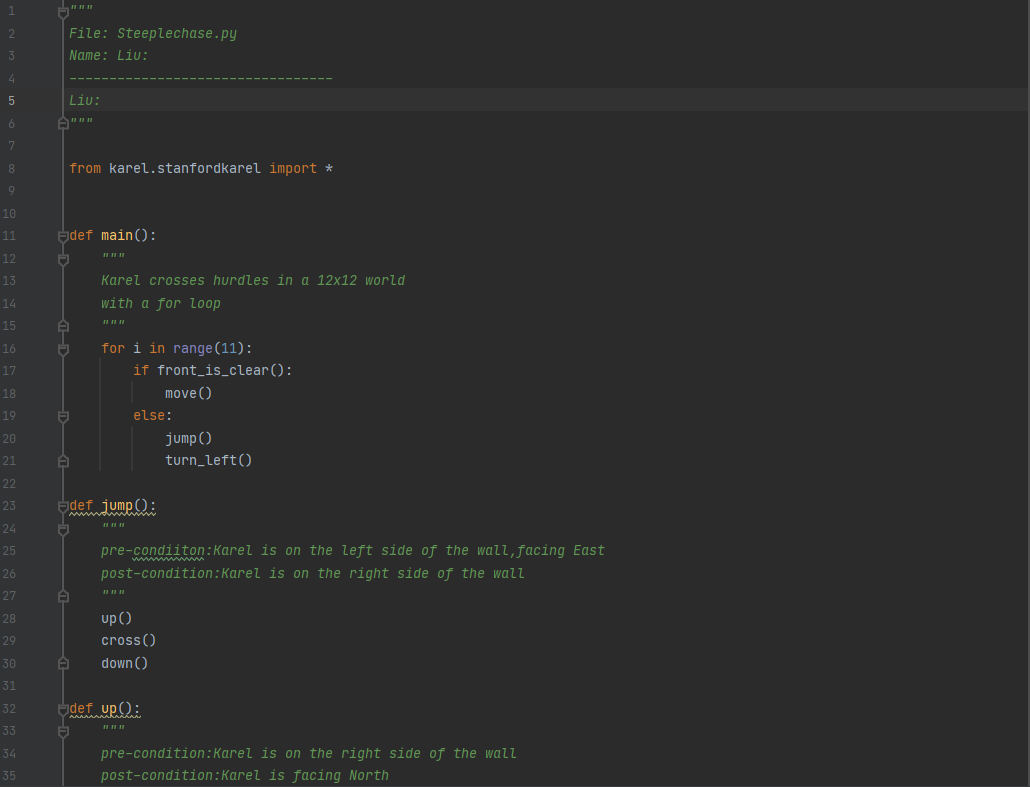 1 """
2 File: Steeplechase.py
3 Name: Liu:
4 ---------------------------------
5 Liu:
6 """
7
8 from karel.stanfordkarel import *
9
10
11 def main():
12     """
13     Karel crosses hurdles in a 12x12 world
14     with a for loop
15     """
16     for i in range(11):
17         if front_is_clear():
18             move()
19         else:
20             jump()
21             turn_left()
22
23 def jump():
24     """
25     pre-condiiton:Karel is on the left side of the wall,facing East
26     post-condition:Karel is on the right side of the wall
27     """
28     up()
29     cross()
30     down()
31
32 def up():
33     """
34     pre-condition:Karel is on the right side of the wall
35     post-condition:Karel is facing North